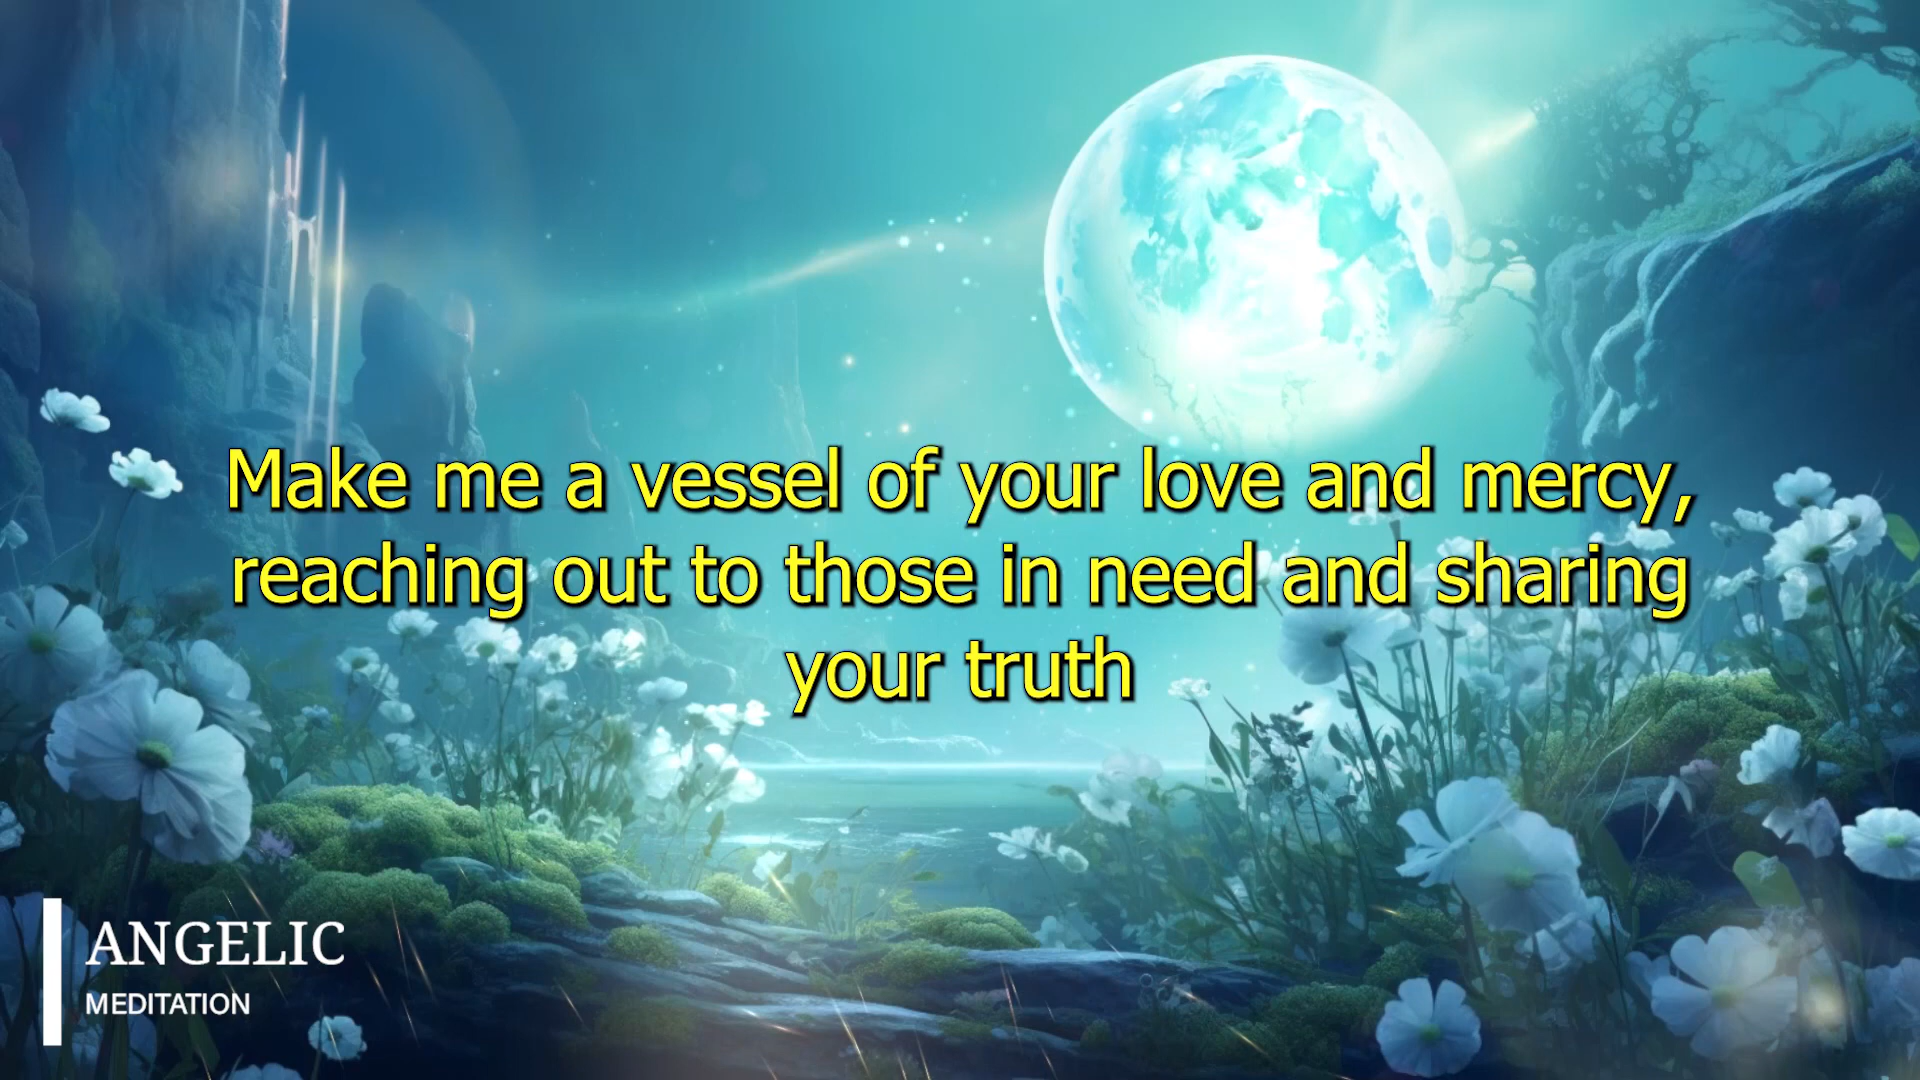 Make me a vessel of your love and mercy,
reaching out to those in need and sharing
your truth
ANGELIC
MEDITATION